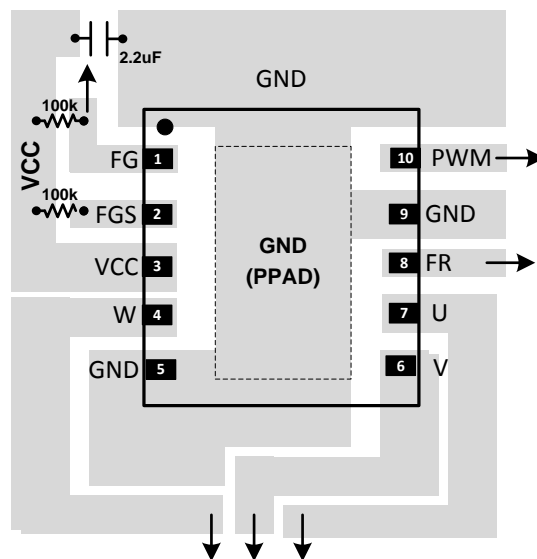 2.2uF
GND
100k
VCC
100k
FG
1
10
PWM
FGS
2
9
GND
GND
(PPAD)
VCC
3
8
FR
W
4
7
U
GND
5
6
V